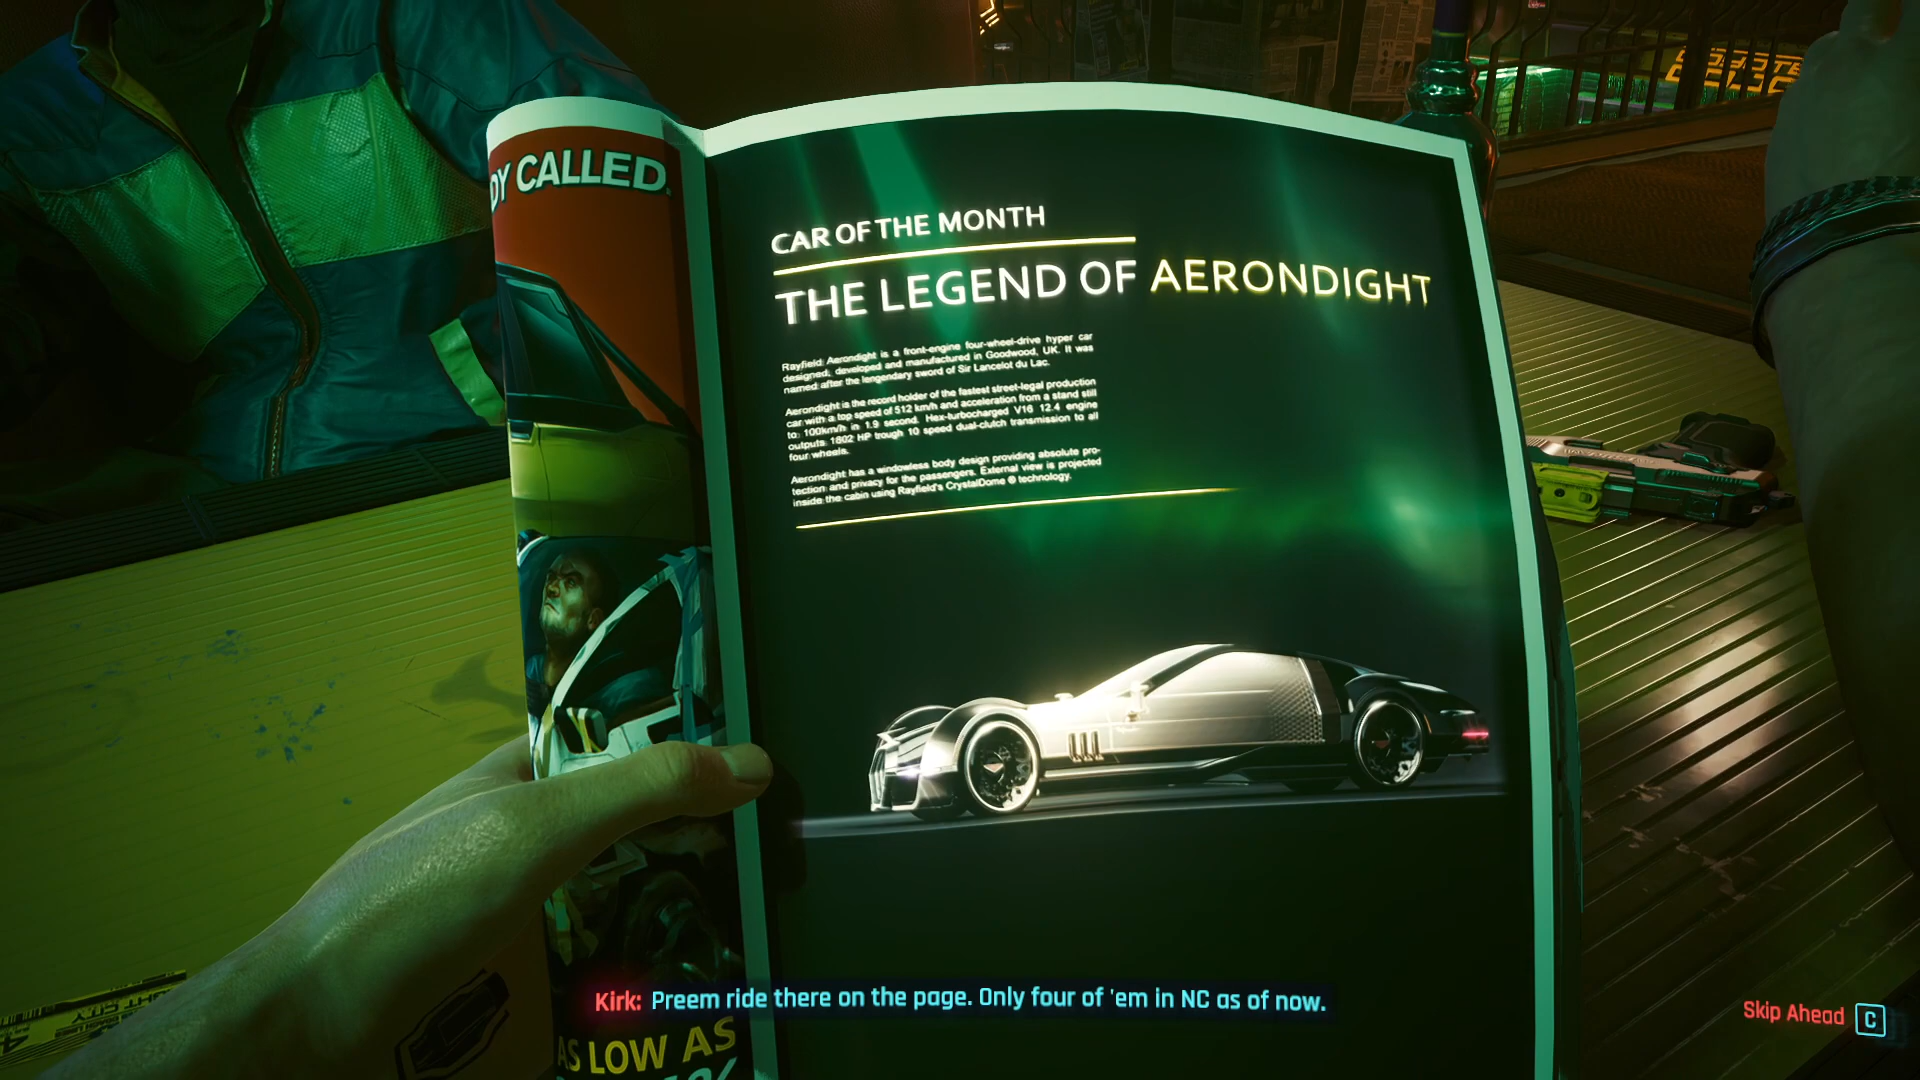 DY CALLED.
CAR OF THE MONTH
THE LEGEND OF AERONDIGHT
Rayfield Aerondight is a front-engine four-wheel-drive hyper car
designed, developed and manufactured in Goodwood, UK. It was
named after the lengendary sword of Sir Lancelot du Lac.
Aerondight is the record holder of the fastest street-legal production
car with a top speed of 512 km/h and acceleration from a stand still
to 100km/h in 1.9 second. Hex-turbocharged V16 12.4 engine
outputs 1802 HP trough 10 speed dual-clutch transmission to all
four wheels.
Aerondight has a windowless body design providing absolute pro-
tection and privacy for the passengers. External view is projected
inside the cabin using Rayfield's CrystalDome ® technology.
Kirk: Preem ride there on the page. Only four of 'em in NC as of now.
Skip Ahead C
AS LOW AS